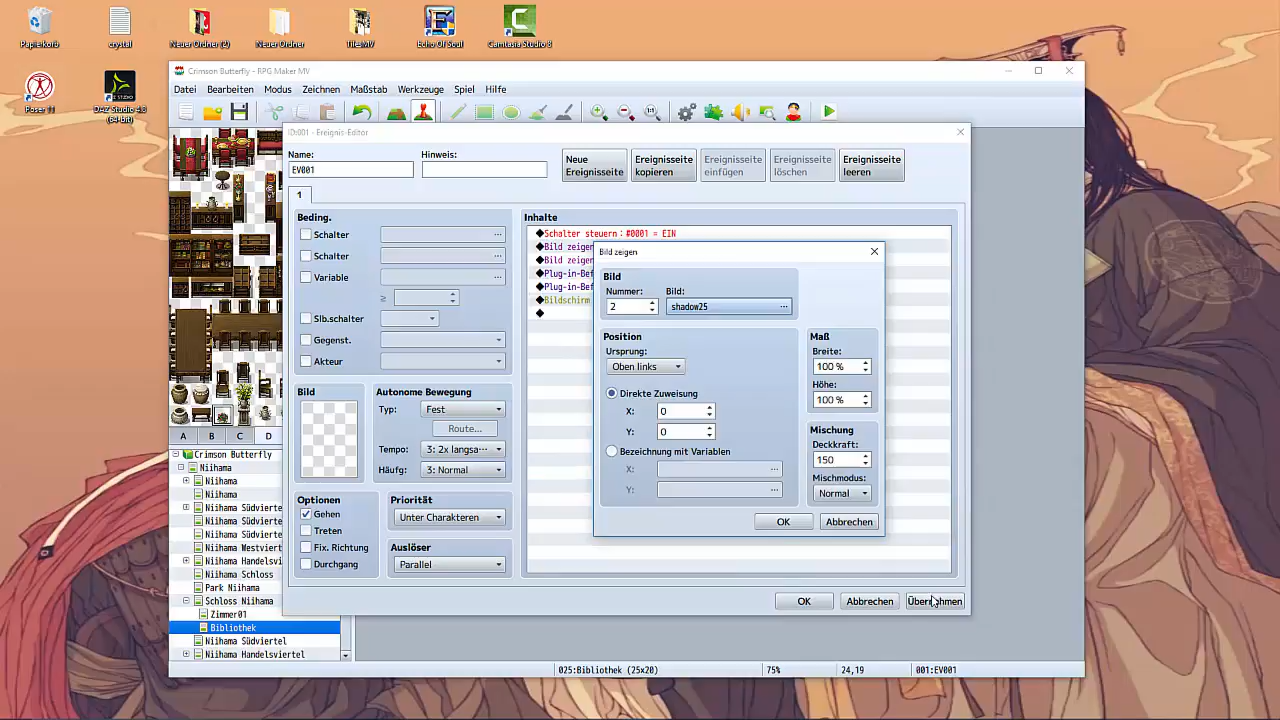 Papierkorb
crystal
Neuer Ordner (2)
Neuer Ordner
Echo Of Soul
Camtasia Studio 8
Poser 11
(64-bit)
Crimson Butterfly - RPG Maker MV
Datei Bearbeiten Modus Zeichnen Maßstab Werkzeuge Spiel Hilfe
ID:001 - Ereignis-Editor
Name:
EV001
Hinweis:
Neue Ereignisseite
Ereignisseite kopieren
Ereignisseite einfügen
Ereignisseite löschen
Ereignisseite leeren
1
Beding.
Schalter
Schalter
Variable
≥
Slb.schalter
Gegenst.
Akteur
Bild
Autonome Bewegung
Typ: Fest
Route...
Tempo: 3: 2x langsa···
Häufg: 3: Normal
Optionen
Gehen
Treten
Fix. Richtung
Durchgang
Priorität
Unter Charakteren
Auslöser
Parallel
Inhalte
◆Schalter steuern：#0001 = EIN
◆Bild zeigen
◆Bild zeigen
◆Plug-in-Bef
◆Plug-in-Bef
◆Bildschirm
◆
Bild zeigen
Bild
Nummer: Bild:
2 shadow25
Position
Ursprung:
Oben links
Direkte Zuweisung
X: 0
Y: 0
Bezeichnung mit Variablen
X:
Y:
Maß
Breite:
100 %
Höhe:
100 %
Mischung
Deckkraft:
150
Mischmodus:
Normal
OK Abbrechen
OK Abbrechen Übernehmen
A B C D
Crimson Butterfly
Niihama
Niihama
Niihama
Niihama Südvierte
Niihama Südvierte
Niihama Südvierte
Niihama Westviert
Niihama Handelsvi
Niihama Schloss
Park Niihama
Schloss Niihama
Zimmer01
Bibliothek
Niihama Südviertel
Niihama Handelsviertel
025:Bibliothek (25x20) 75% 24,19 001:EV001